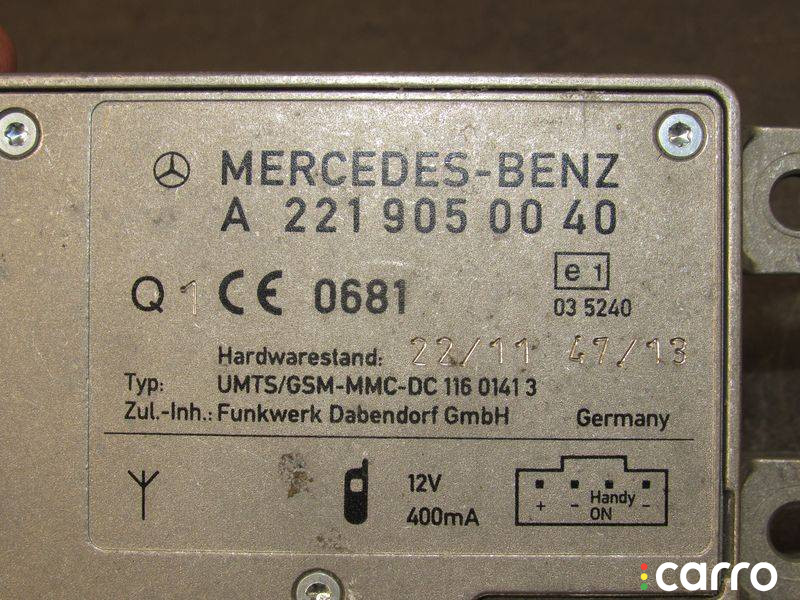 MERCEDES-BENZ
A 221 905 00 40
Q 1 CE 0681 e 1
03 5240
Hardwarestand: 22/11 47/13
Typ: UMTS/GSM-MMC-DC 116 0141 3
Zul.-Inh.: Funkwerk Dabendorf GmbH Germany
12V
400mA
+ - Handy -
ON
carro